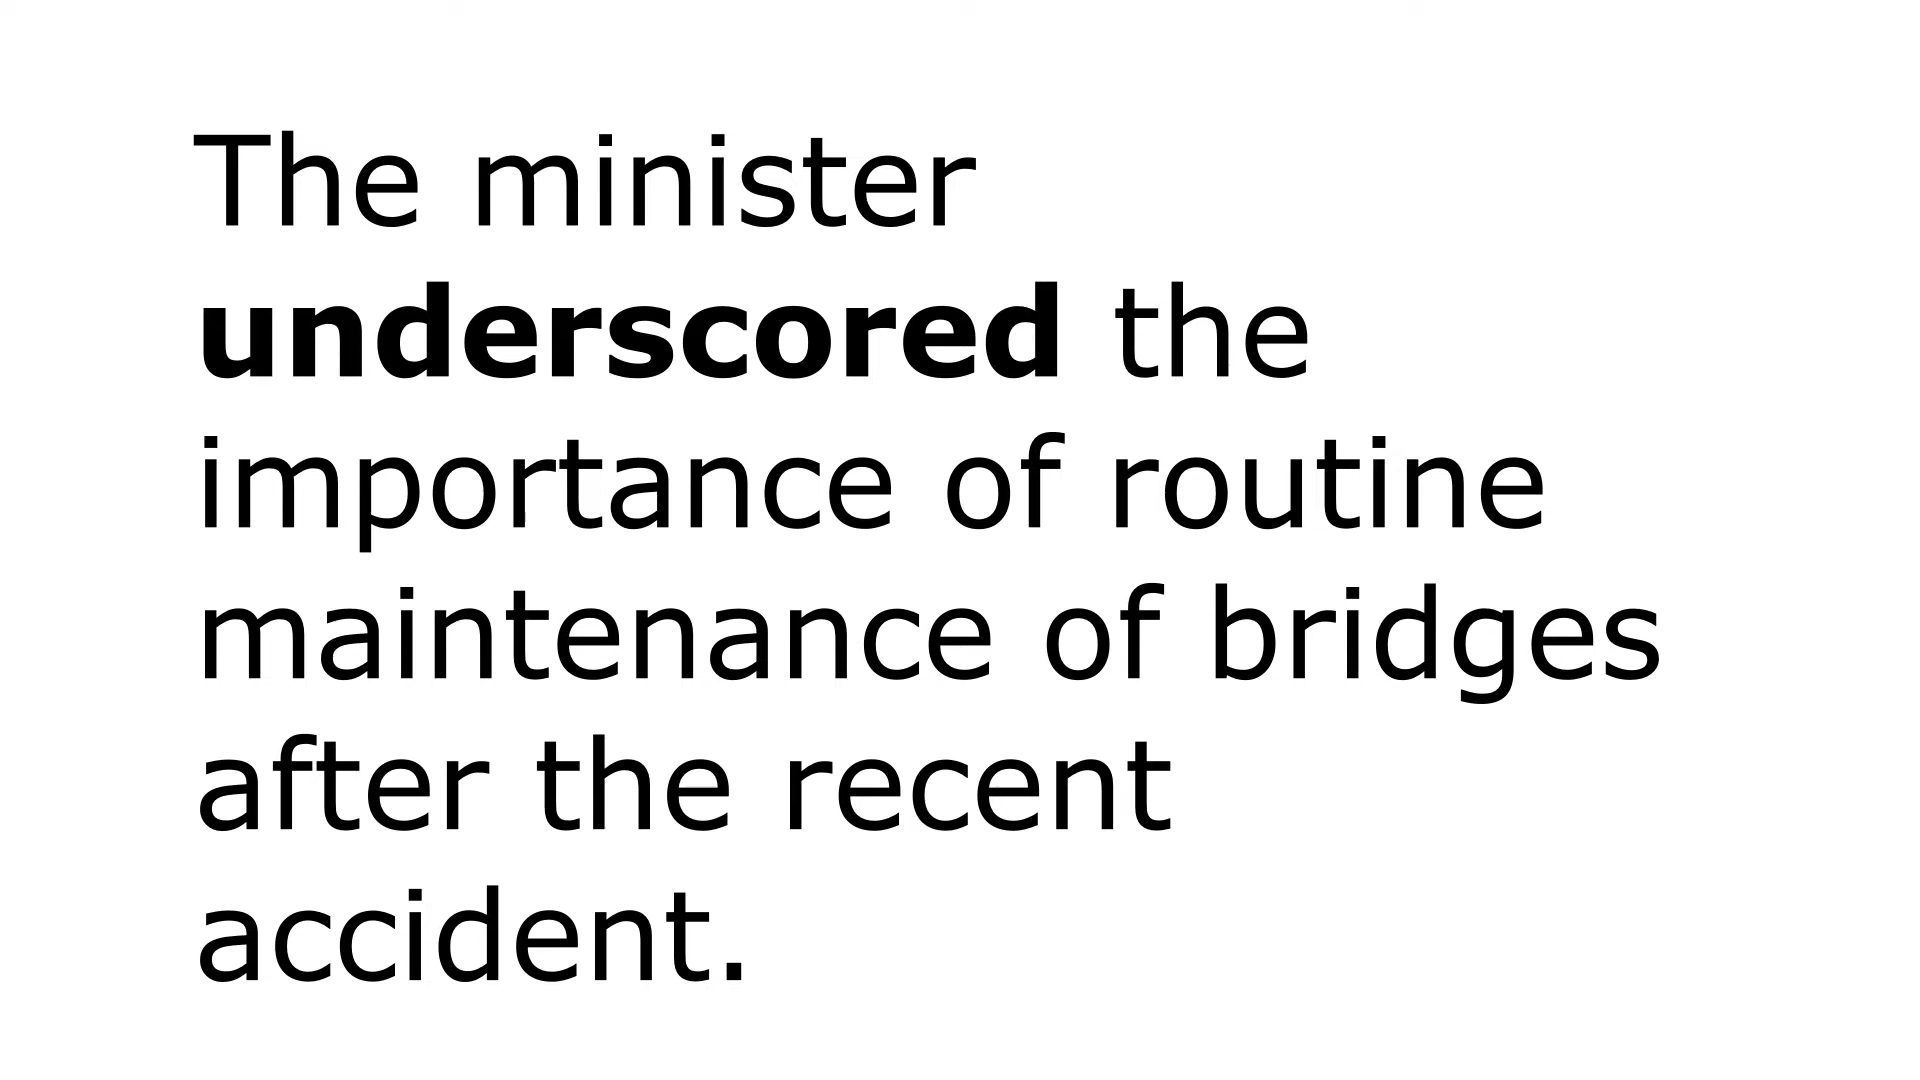 The minister
underscored the
importance of routine
maintenance of bridges
after the recent
accident.